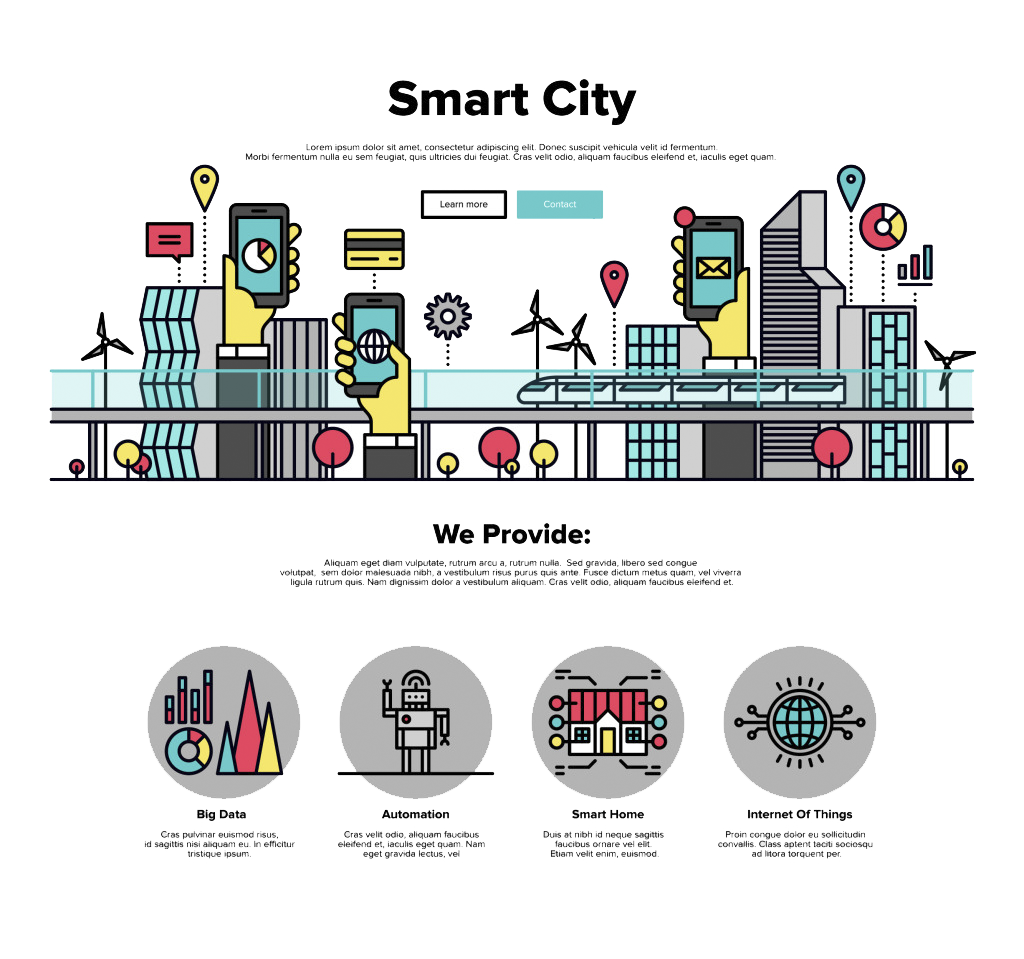 Smart City
Lorem ipsum dolor sit amet, consectetur adipiscing elit. Donec suscipit vehicula velit id fermentum.
Morbi fermentum nulla eu sem feugiat, quis ultricies dui feugiat. Cras velit odio, aliquam faucibus eleifend et, iaculis eget quam.
Learn more
Contact
We Provide:
Aliquam eget diam vulputate, rutrum arcu a, rutrum nulla. Sed gravida, libero sed congue
volutpat, sem dolor malesuada nibh, a vestibulum risus purus quis ante. Fusce dictum metus quam, vel viverra
ligula rutrum quis. Nam dignissim dolor a vestibulum aliquam. Cras velit odio, aliquam faucibus eleifend et.
Big Data
Cras pulvinar euismod risus,
id sagittis nisi aliquam eu. In efficitur
tristique ipsum.
Automation
Cras velit odio, aliquam faucibus
eleifend et, iaculis eget quam. Nam
eget gravida lectus, vel
Smart Home
Duis at nibh id neque sagittis
faucibus ornare vel elit.
Etiam velit enim, euismod.
Internet Of Things
Proin congue dolor eu sollicitudin
convallis. Class aptent taciti sociosqu
ad litora torquent per.